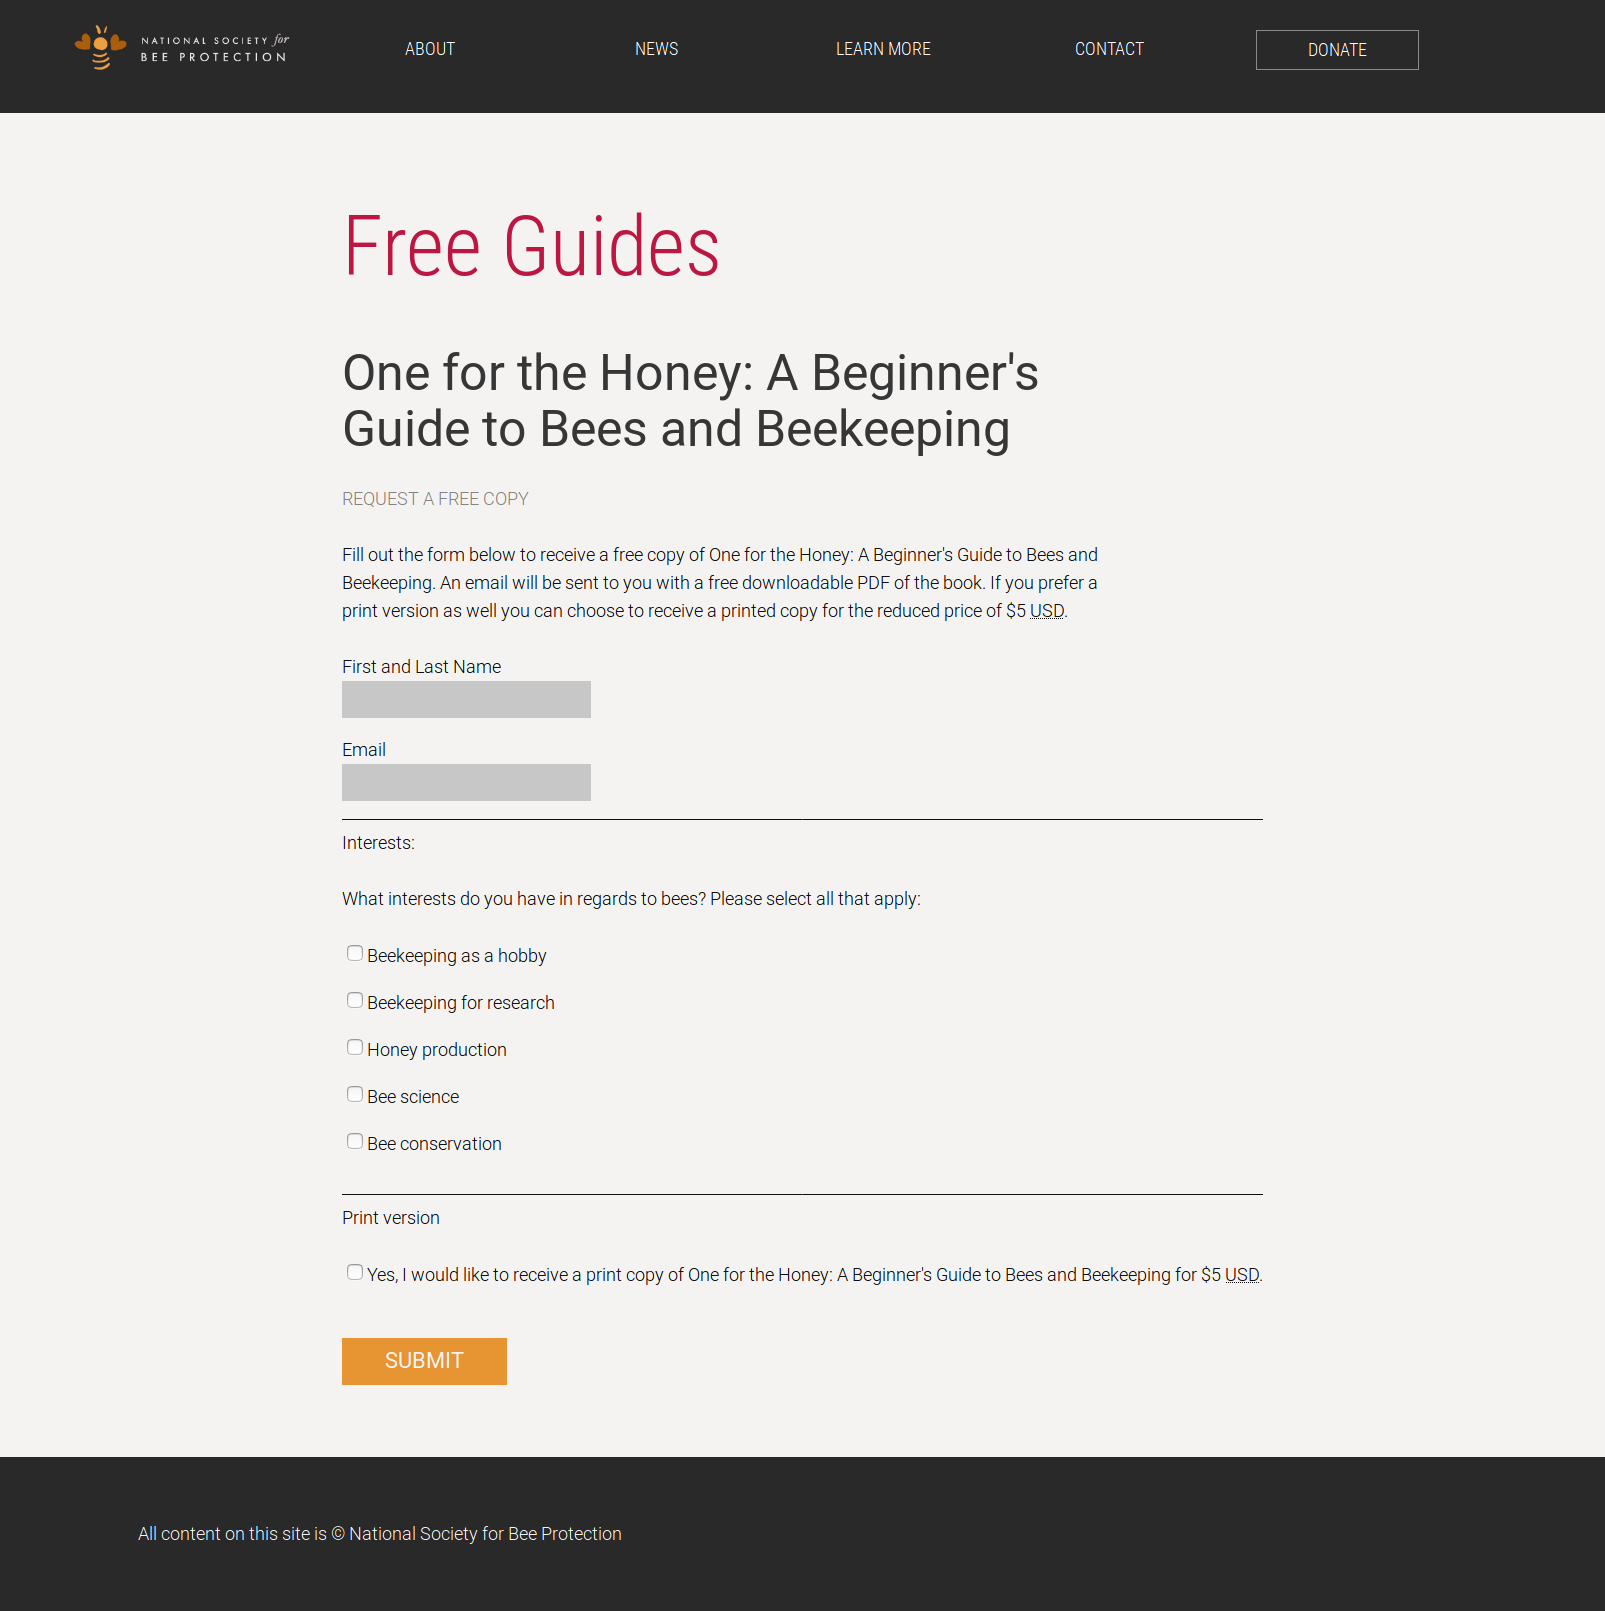 NATIONAL SOCIETY for
BEE PROTECTION
ABOUT
NEWS
LEARN MORE
CONTACT
DONATE
Free Guides
One for the Honey: A Beginner's
Guide to Bees and Beekeeping
REQUEST A FREE COPY
Fill out the form below to receive a free copy of One for the Honey: A Beginner's Guide to Bees and
Beekeeping. An email will be sent to you with a free downloadable PDF of the book. If you prefer a
print version as well you can choose to receive a printed copy for the reduced price of $5 USD.
First and Last Name
Email
Interests:
What interests do you have in regards to bees? Please select all that apply:
Beekeeping as a hobby
Beekeeping for research
Honey production
Bee science
Bee conservation
Print version
Yes, I would like to receive a print copy of One for the Honey: A Beginner's Guide to Bees and Beekeeping for $5 USD.
SUBMIT
All content on this site is © National Society for Bee Protection